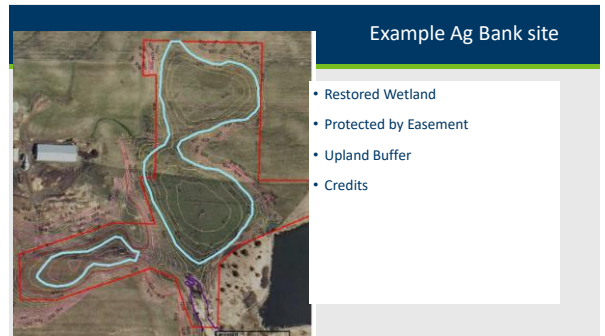 Example Ag Bank site
• Restored Wetland
• Protected by Easement
• Upland Buffer
• Credits